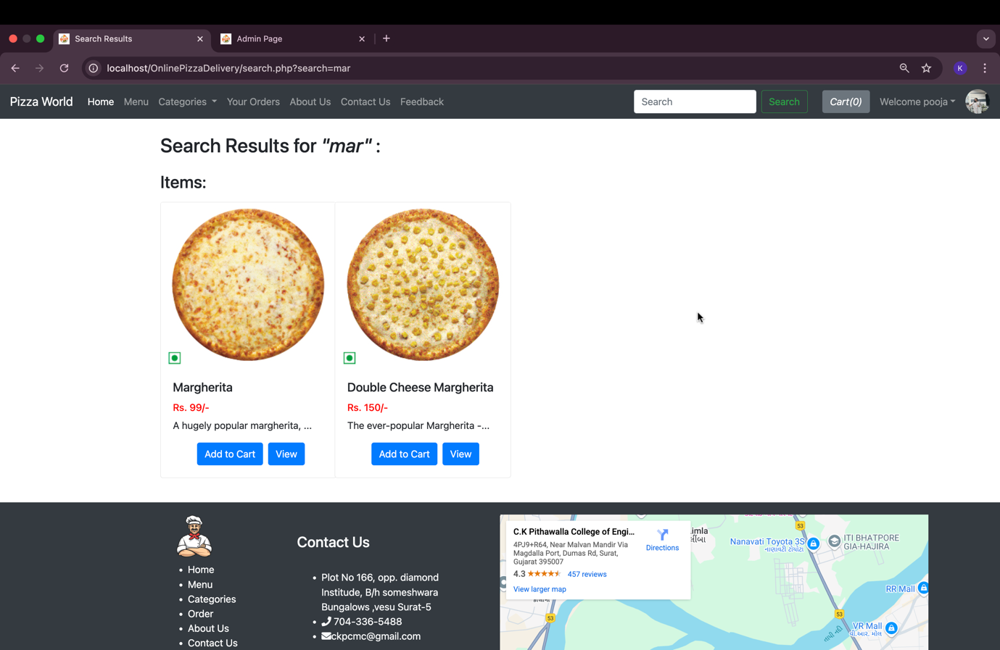 Search Results
Admin Page
localhost/OnlinePizzaDelivery/search.php?search=mar
K
Pizza World
Home
Menu
Categories
Your Orders
About Us
Contact Us
Feedback
Search
Search
Cart(0)
Welcome pooja
Search Results for "mar" :
Items:
Margherita
Rs. 99/-
A hugely popular margherita, ...
Add to Cart
View
Double Cheese Margherita
Rs. 150/-
The ever-popular Margherita -...
Add to Cart
View
Home
Menu
Categories
Order
About Us
Contact Us
Contact Us
Plot No 166, opp. diamond
Institude, B/h someshwara
Bungalows ,vesu Surat-5
704-336-5488
ckpcmc@gmail.com
C.K Pithawalla College of Engi...
4PJ9+R64, Near Malvan Mandir Via
Magdalla Port, Dumas Rd, Surat,
Gujarat 395007
4.3
457 reviews
View larger map
Directions
53
Nanavati Toyota 3S
નાણાવટી ટોયોટા
ITI BHATPORE
GIA-HAJIRA
RR Mall
53
53
VR Mall
વી.આર. મોલ
તાપી નદી